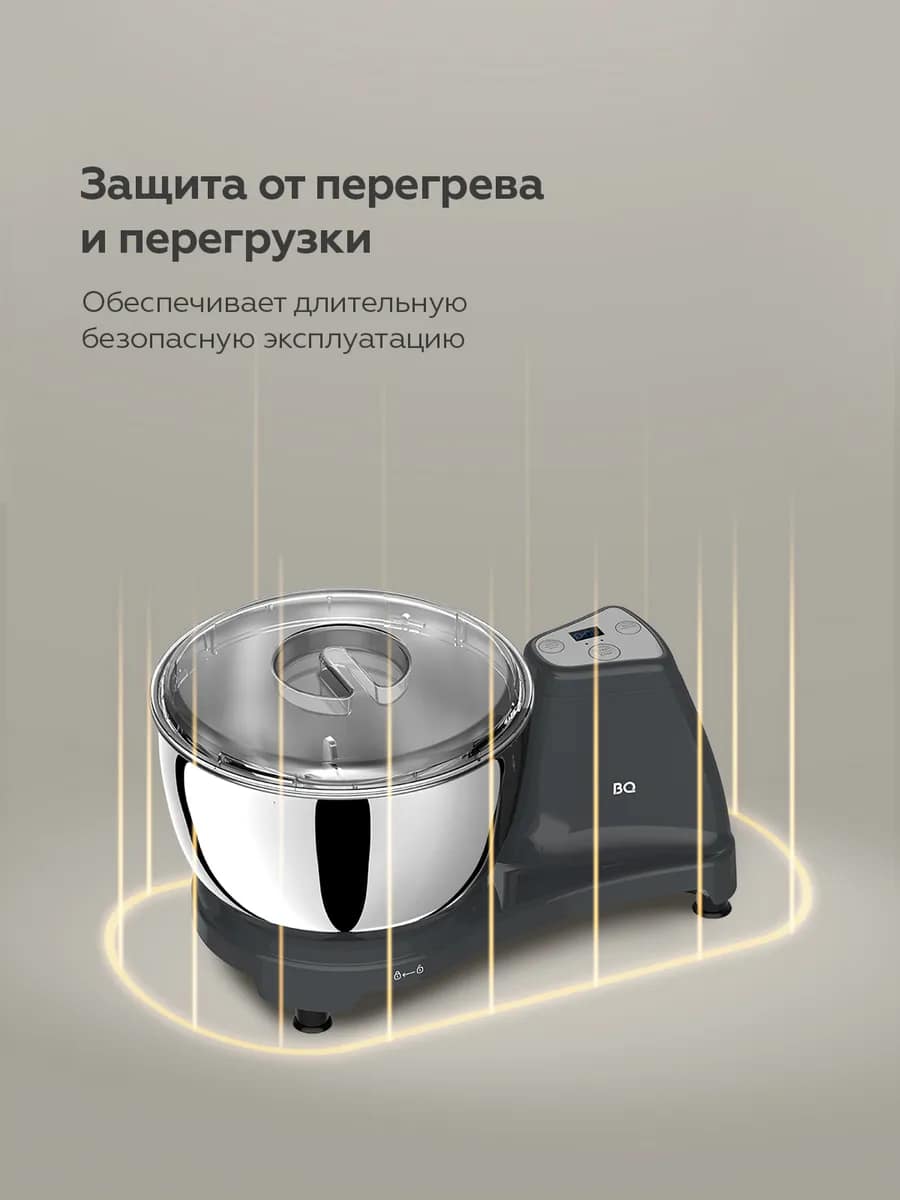 Защита от перегрева
и перегрузки
Обеспечивает длительную
безопасную эксплуатацию
BQ